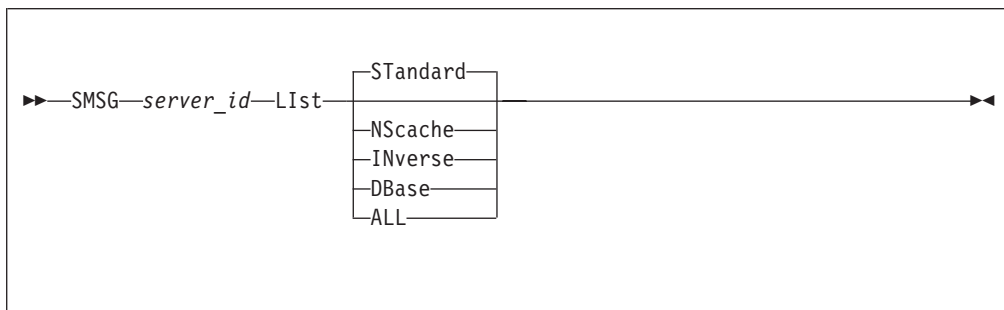 STandard
SMSG server_id LIst
NScache
INverse
DBase
ALL